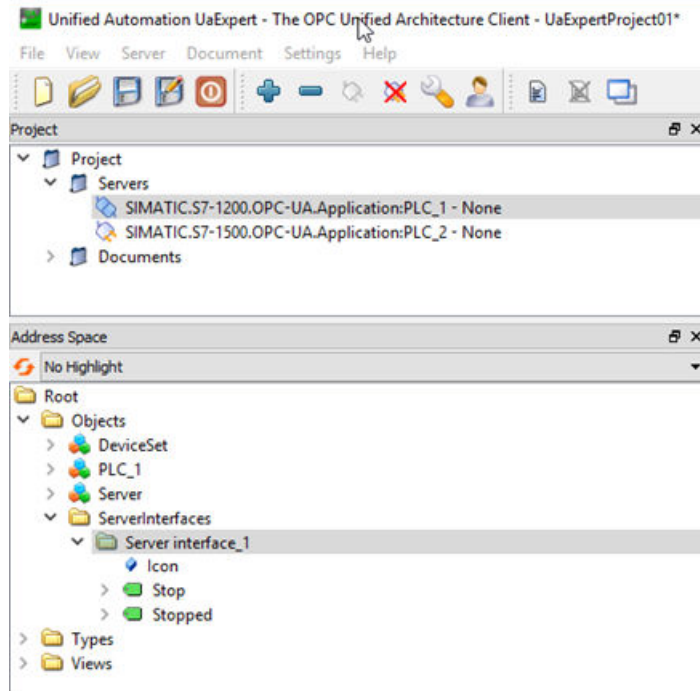 Unified Automation UaExpert - The OPC Unified Architecture Client - UaExpertProject01*
File View Server Document Settings Help
Project
Project
Servers
SIMATIC.S7-1200.OPC-UA.Application:PLC_1 - None
SIMATIC.S7-1500.OPC-UA.Application:PLC_2 - None
Documents
Address Space
No Highlight
Root
Objects
DeviceSet
PLC_1
Server
ServerInterfaces
Server interface_1
Icon
Stop
Stopped
Types
Views